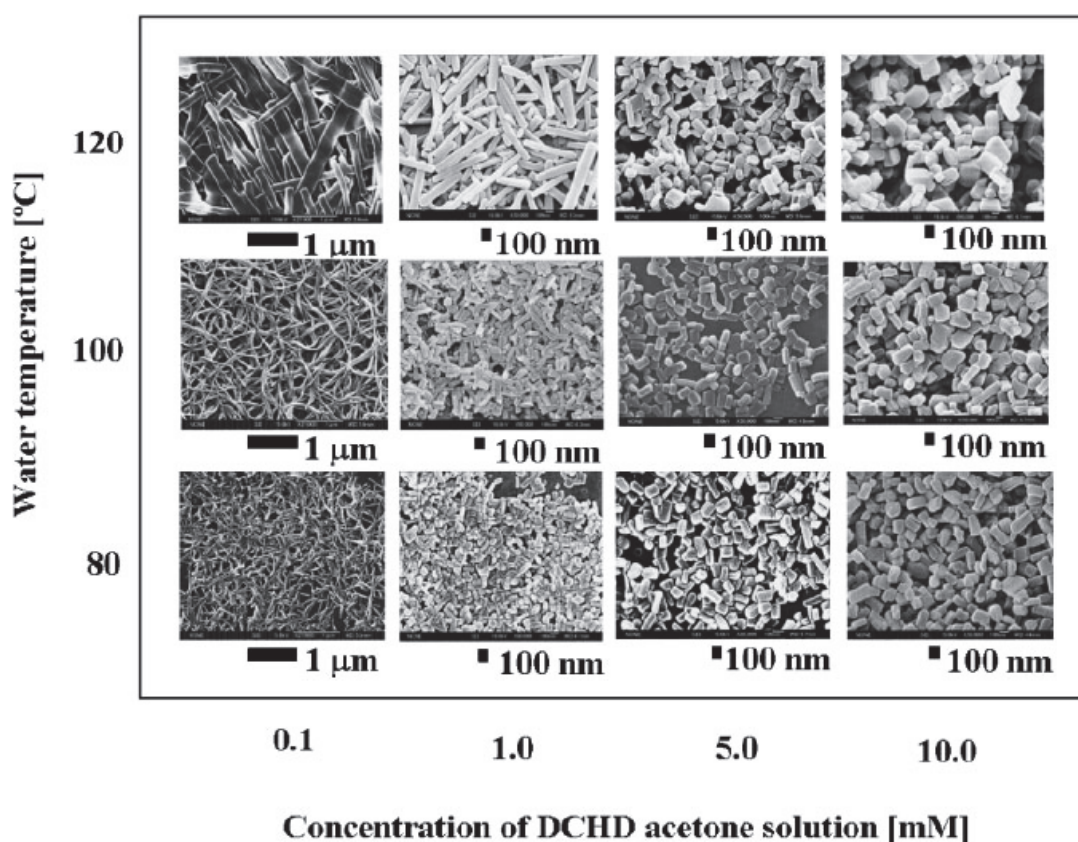 Water temperature [ºC]
120
1 μm
100 nm
100 nm
100 nm
100
1 μm
100 nm
100 nm
100 nm
80
1 μm
100 nm
100 nm
100 nm
0.1
1.0
5.0
10.0
Concentration of DCHD acetone solution [mM]